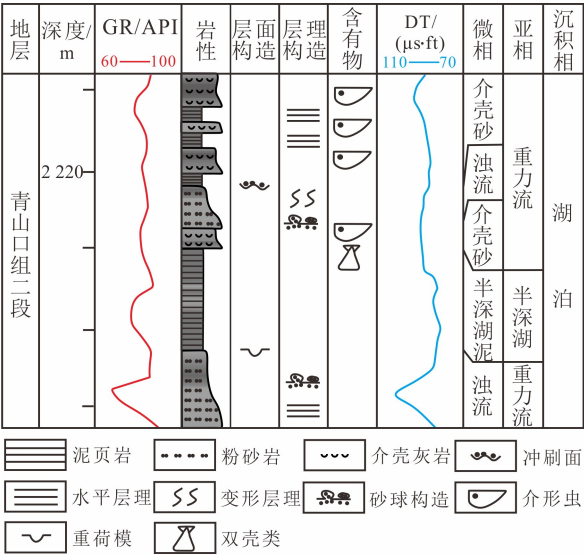 地层
深度/m
GR/API
60 100
岩性
层面构造
层理构造
含有物
DT/(μs·ft)
110 70
微相
亚相
沉积相
青山口组二段
2 220
介壳砂
浊流
介壳砂
半深湖泥
浊流
重力流
半深湖
重力流
湖泊
泥页岩
粉砂岩
介壳灰岩
冲刷面
水平层理
变形层理
砂球构造
介形虫
重荷模
双壳类